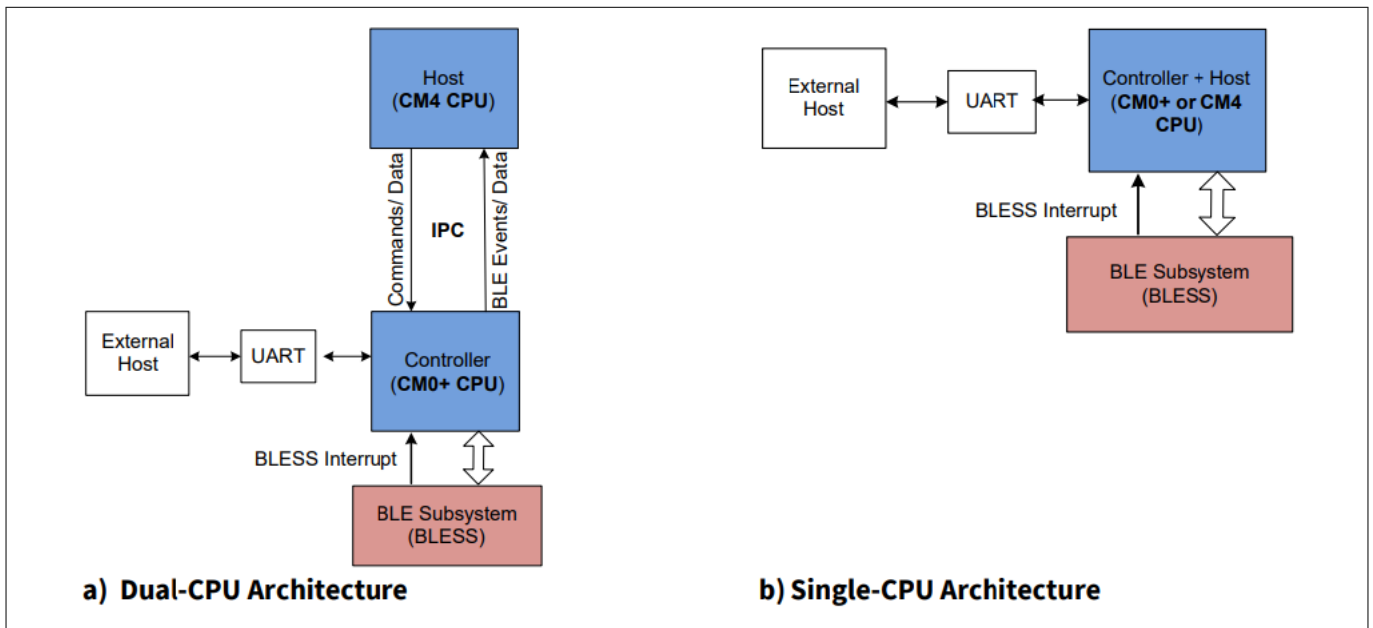 Host
(CM4 CPU)
Commands/ Data
IPC
BLE Events/ Data
External
Host
UART
Controller
(CM0+ CPU)
BLESS Interrupt
BLE Subsystem
(BLESS)
a) Dual-CPU Architecture
External
Host
UART
Controller + Host
(CM0+ or CM4
CPU)
BLESS Interrupt
BLE Subsystem
(BLESS)
b) Single-CPU Architecture